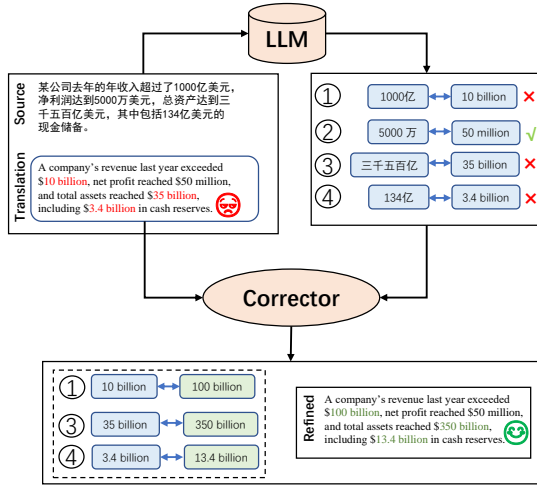 LLM
Source
某公司去年的年收入超过了1000亿美元，
净利润达到5000万美元，总资产达到三
千五百亿美元，其中包括134亿美元的
现金储备。
Translation
A company's revenue last year exceeded
$10 billion, net profit reached $50 million,
and total assets reached $35 billion,
including $3.4 billion in cash reserves.
① 1000亿 10 billion ×
② 5000 万 50 million √
③ 三千五百亿 35 billion ×
④ 134亿 3.4 billion ×
Corrector
① 10 billion 100 billion
③ 35 billion 350 billion
④ 3.4 billion 13.4 billion
Refined
A company's revenue last year exceeded
$100 billion, net profit reached $50 million,
and total assets reached $350 billion,
including $13.4 billion in cash reserves.